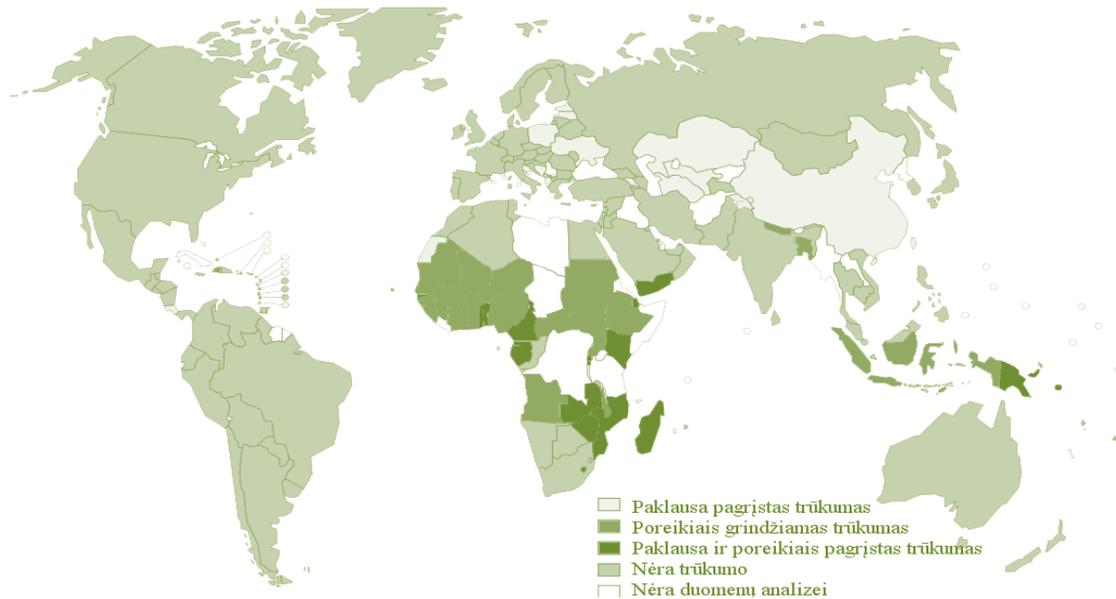 Paklausa pagrįstas trūkumas
Poreikiais grindžiamas trūkumas
Paklausa ir poreikiais pagrįstas trūkumas
Nėra trūkumo
Nėra duomenų analizei